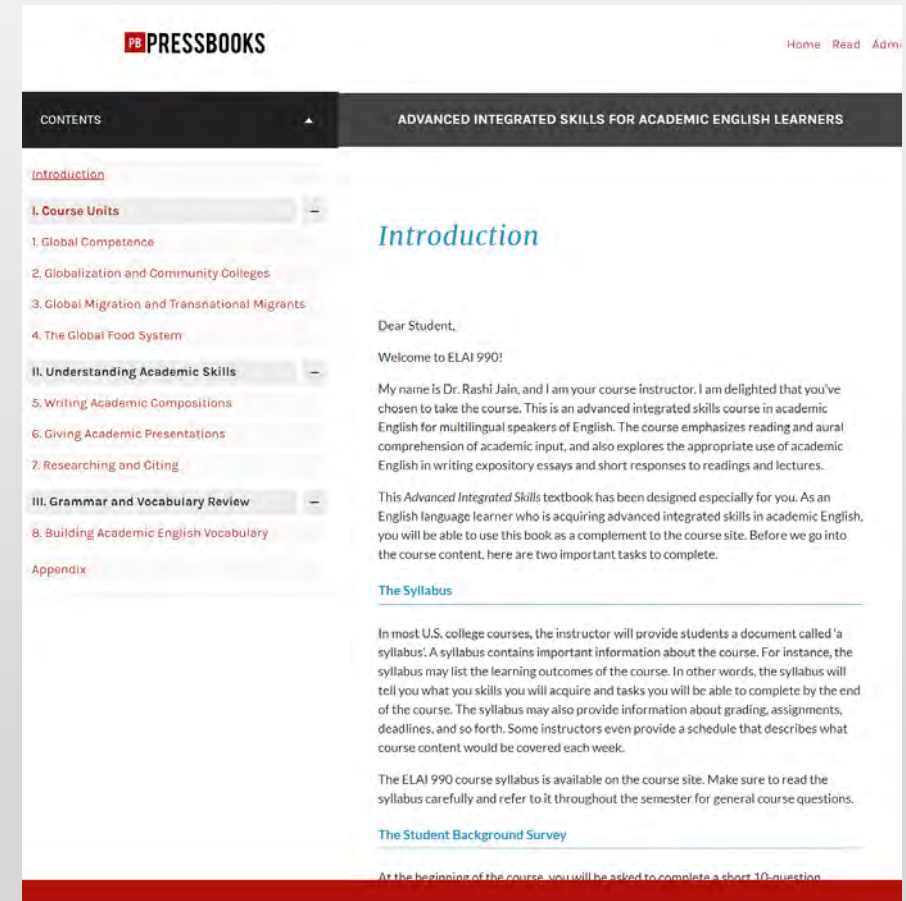 PB PRESSBOOKS
Home Read Admi
CONTENTS
ADVANCED INTEGRATED SKILLS FOR ACADEMIC ENGLISH LEARNERS
Introduction
I. Course Units
1. Global Competence
2. Globalization and Community Colleges
3. Global Migration and Transnational Migrants
4. The Global Food System
II. Understanding Academic Skills
5. Writing Academic Compositions
6. Giving Academic Presentations
7. Researching and Citing
III. Grammar and Vocabulary Review
8. Building Academic English Vocabulary
Appendix
Introduction
Dear Student,
Welcome to ELAI 990!
My name is Dr. Rashi Jain, and I am your course instructor. I am delighted that you've
chosen to take the course. This is an advanced integrated skills course in academic
English for multilingual speakers of English. The course emphasizes reading and aural
comprehension of academic input, and also explores the appropriate use of academic
English in writing expository essays and short responses to readings and lectures.
This Advanced Integrated Skills textbook has been designed especially for you. As an
English language learner who is acquiring advanced integrated skills in academic English,
you will be able to use this book as a complement to the course site. Before we go into
the course content, here are two important tasks to complete.
The Syllabus
In most U.S. college courses, the instructor will provide students a document called 'a
syllabus'. A syllabus contains important information about the course. For instance, the
syllabus may list the learning outcomes of the course. In other words, the syllabus will
tell you what you skills you will acquire and tasks you will be able to complete by the end
of the course. The syllabus may also provide information about grading, assignments,
deadlines, and so forth. Some instructors even provide a schedule that describes what
course content would be covered each week.
The ELAI 990 course syllabus is available on the course site. Make sure to read the
syllabus carefully and refer to it throughout the semester for general course questions.
The Student Background Survey
At the beginning of the course, you will be asked to complete a short 10-question